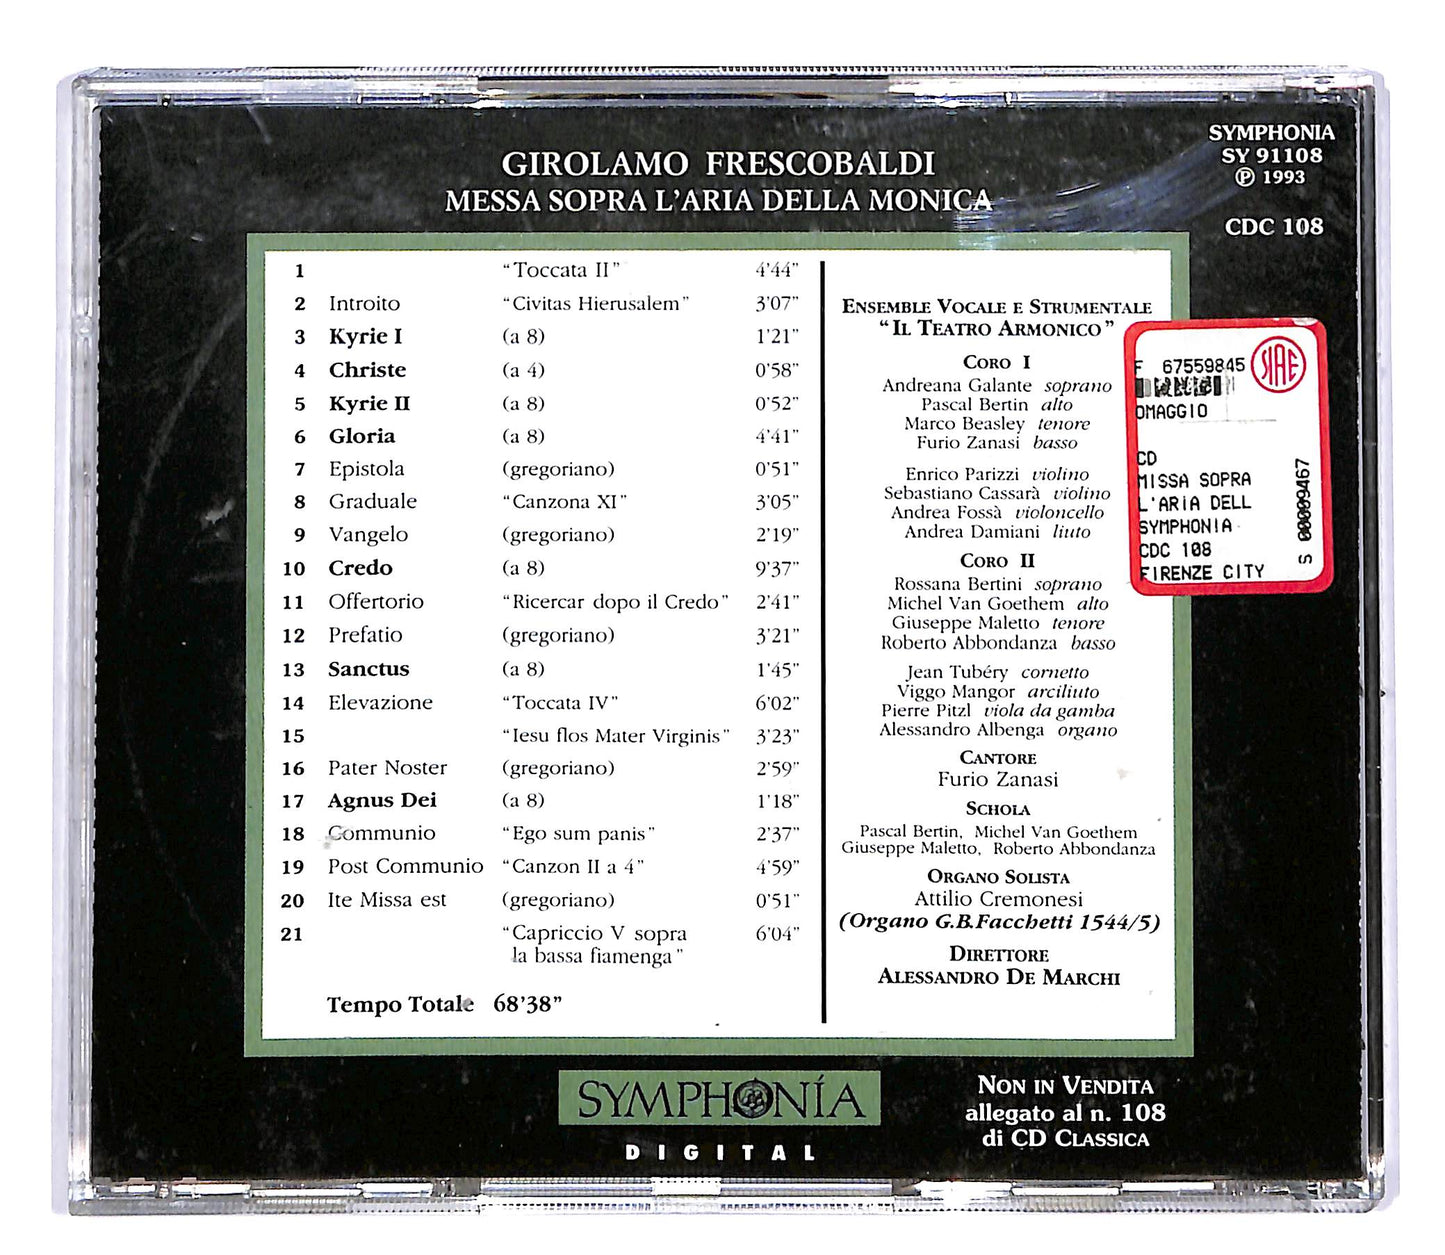 GIROLAMO FRESCOBALDI
MESSA SOPRA L'ARIA DELLA MONICA
SYMPHONIA
SY 91108
℗ 1993
CDC 108
1 "Toccata II" 4'44"
2 Introito "Civitas Hierusalem" 3'07"
3 Kyrie I (a 8) 1'21"
4 Christe (a 4) 0'58"
5 Kyrie II (a 8) 0'52"
6 Gloria (a 8) 4'41"
7 Epistola (gregoriano) 0'51"
8 Graduale "Canzona XI" 3'05"
9 Vangelo (gregoriano) 2'19"
10 Credo (a 8) 9'37"
11 Offertorio "Ricercar dopo il Credo" 2'41"
12 Prefatio (gregoriano) 3'21"
13 Sanctus (a 8) 1'45"
14 Elevazione "Toccata IV" 6'02"
15 "Iesu flos Mater Virginis" 3'23"
16 Pater Noster (gregoriano) 2'59"
17 Agnus Dei (a 8) 1'18"
18 Communio "Ego sum panis" 2'37"
19 Post Communio "Canzon II a 4" 4'59"
20 Ite Missa est (gregoriano) 0'51"
21 "Capriccio V sopra 6'04"
la bassa fiamenga"
Tempo Totale 68'38"
ENSEMBLE VOCALE E STRUMENTALE
"IL TEATRO ARMONICO"
CORO I
Andreana Galante soprano
Pascal Bertin alto
Marco Beasley tenore
Furio Zanasi basso
Enrico Parizzi violino
Sebastiano Cassarà violino
Andrea Fossà violoncello
Andrea Damiani liuto
CORO II
Rossana Bertini soprano
Michel Van Goethem alto
Giuseppe Maletto tenore
Roberto Abbondanza basso
Jean Tubéry cornetto
Viggo Mangor arciliuto
Pierre Pitzl viola da gamba
Alessandro Albenga organo
CANTORE
Furio Zanasi
SCHOLA
Pascal Bertin, Michel Van Goethem
Giuseppe Maletto, Roberto Abbondanza
ORGANO SOLISTA
Attilio Cremonesi
(Organo G.B.Facchetti 1544/5)
DIRETTORE
ALESSANDRO DE MARCHI
F 67559845
SIAE
OMAGGIO
CD
MISSA SOPRA
L'ARIA DELL
SYMPHONIA
CDC 108
FIRENZE CITY
S 00009467
SYMPHONÍA
DIGITAL
NON IN VENDITA
allegato al n. 108
di CD CLASSICA